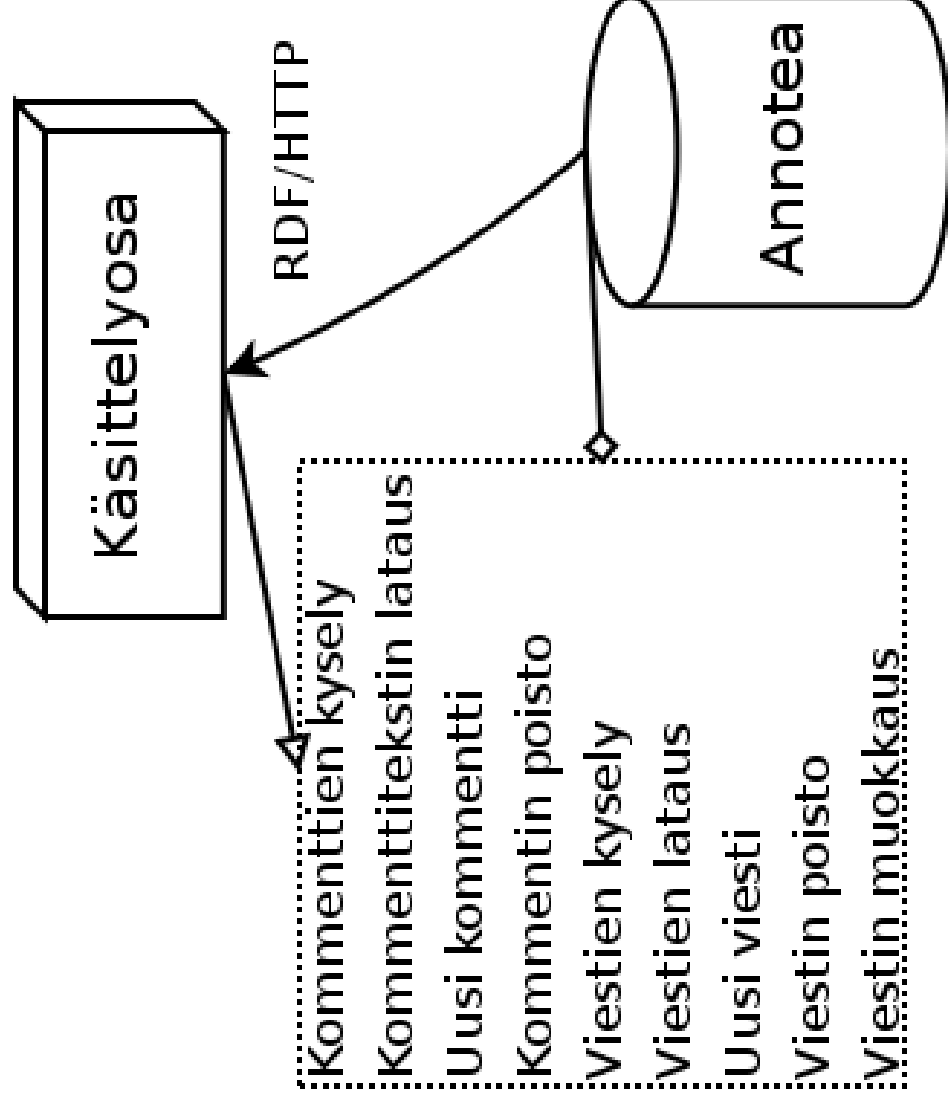 Käsittelyosa
RDF/HTTP
Kommenttien kysely
Kommenttitekstin lataus
Uusi kommentti
Kommentin poisto
Viestien kysely
Viestien lataus
Uusi viesti
Viestin poisto
Viestin muokkaus
Annotea